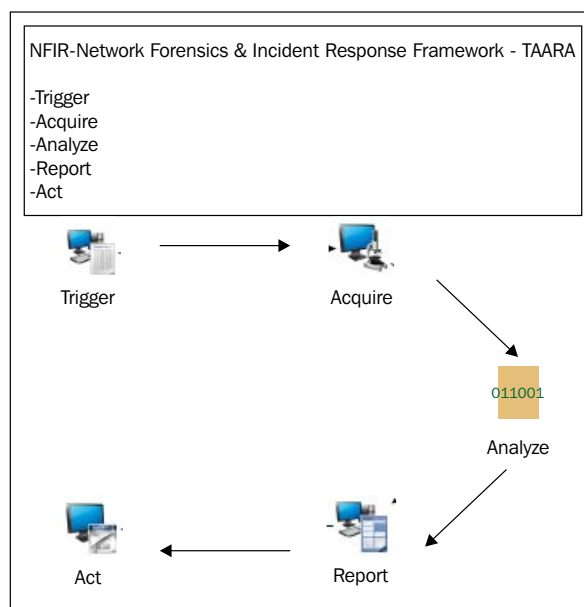 NFIR-Network Forensics & Incident Response Framework - TAARA
-Trigger
-Acquire
-Analyze
-Report
-Act
Trigger
Acquire
011001
Analyze
Act
Report